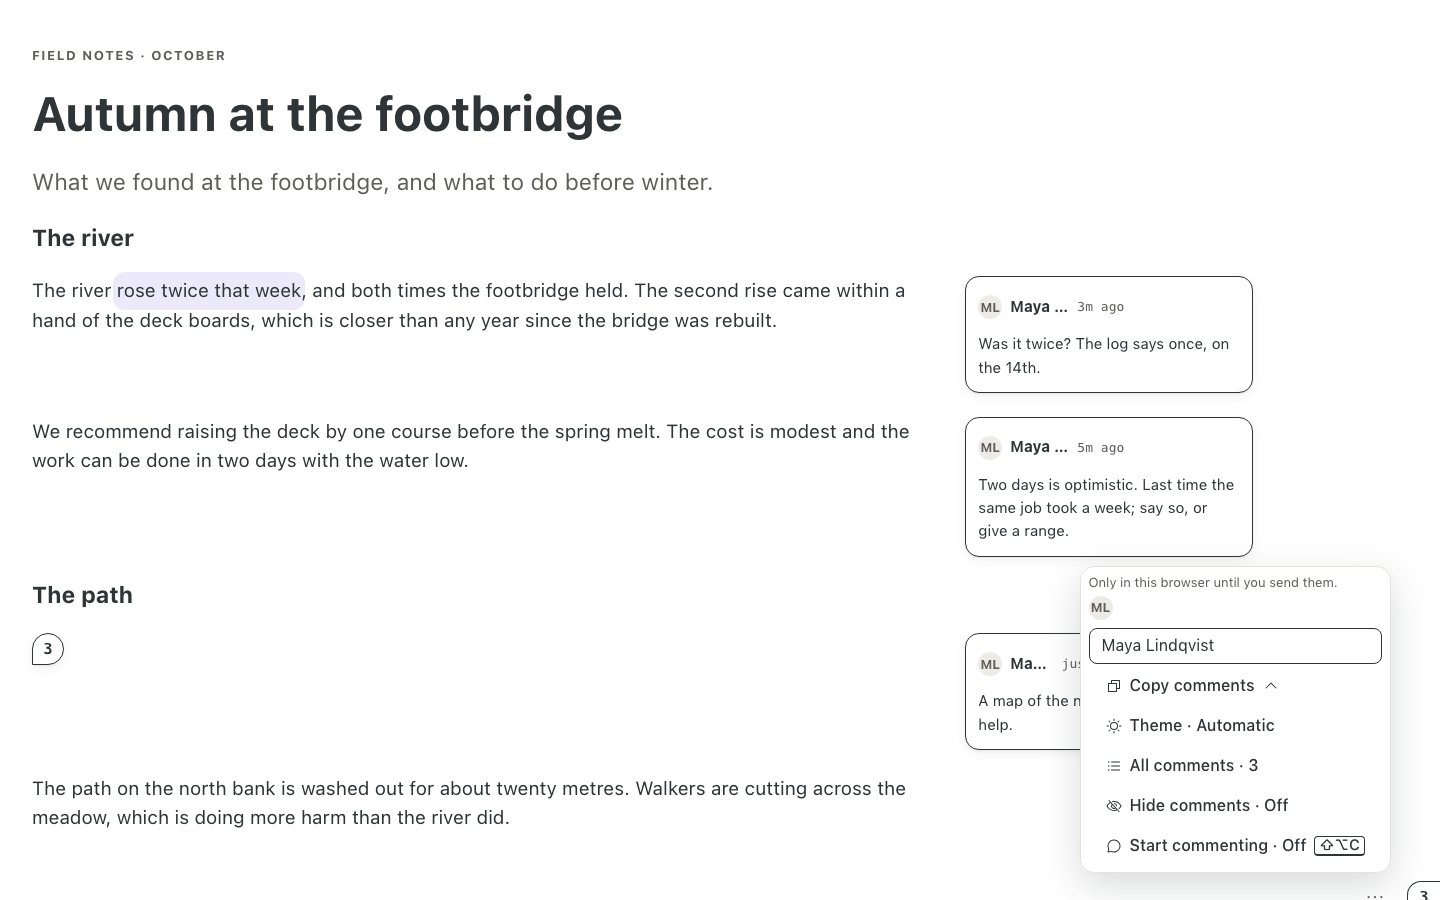 FIELD NOTES · OCTOBER
Autumn at the footbridge
What we found at the footbridge, and what to do before winter.
The river
The river rose twice that week, and both times the footbridge held. The second rise came within a
hand of the deck boards, which is closer than any year since the bridge was rebuilt.
ML Maya ... 3m ago
Was it twice? The log says once, on
the 14th.
We recommend raising the deck by one course before the spring melt. The cost is modest and the
work can be done in two days with the water low.
ML Maya ... 5m ago
Two days is optimistic. Last time the
same job took a week; say so, or
give a range.
The path
3
ML Ma...
A map of the
help.
The path on the north bank is washed out for about twenty metres. Walkers are cutting across the
meadow, which is doing more harm than the river did.
Only in this browser until you send them.
ML
Maya Lindqvist
Copy comments
Theme · Automatic
All comments · 3
Hide comments · Off
Start commenting · Off ⇧⌥C
... 3